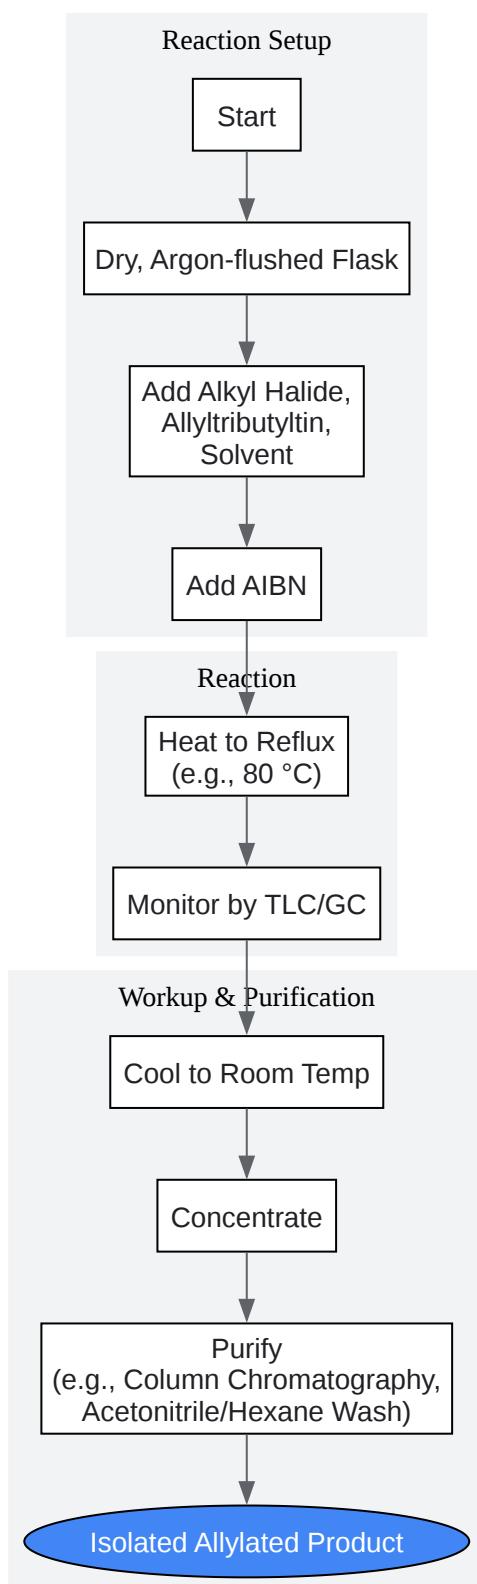 Reaction Setup
Start
Dry, Argon-flushed Flask
Add Alkyl Halide,
Allyltributyltin,
Solvent
Add AIBN
Reaction
Heat to Reflux
(e.g., 80 °C)
Monitor by TLC/GC
Workup & Purification
Cool to Room Temp
Concentrate
Purify
(e.g., Column Chromatography,
Acetonitrile/Hexane Wash)
Isolated Allylated Product